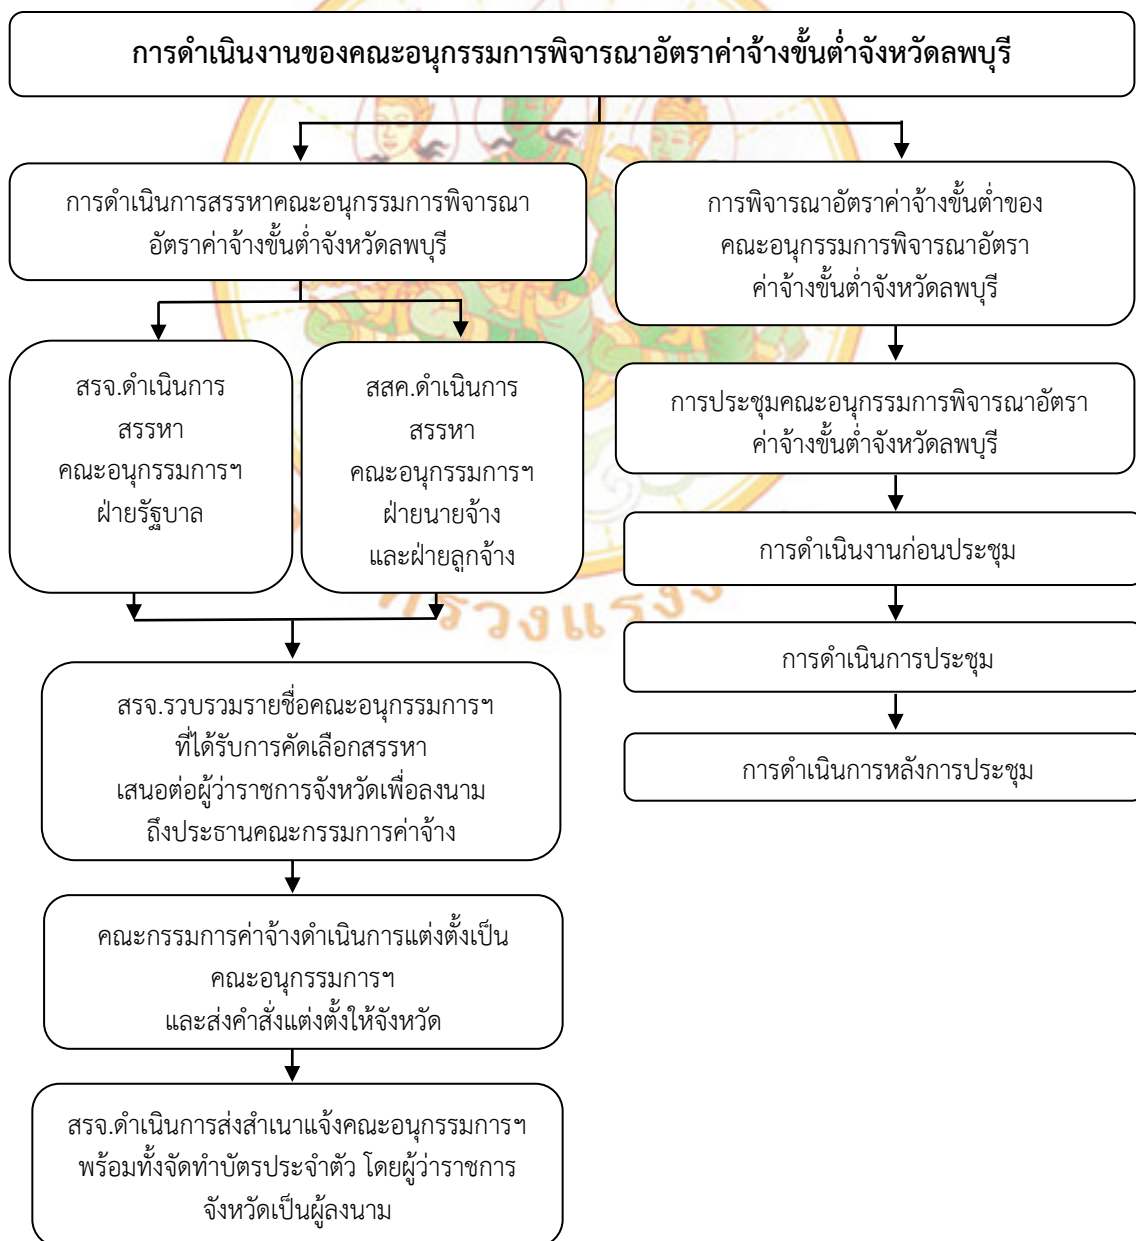 การดำเนินงานของคณะอนุกรรมการพิจารณาอัตราค่าจ้างขั้นต่ำจังหวัดลพบุรี
การดำเนินการสรรหาคณะอนุกรรมการพิจารณา
อัตราค่าจ้างขั้นต่ำจังหวัดลพบุรี
สรจ.ดำเนินการ
สรรหา
คณะอนุกรรมการฯ
ฝ่ายรัฐบาล
สสค.ดำเนินการ
สรรหา
คณะอนุกรรมการฯ
ฝ่ายนายจ้าง
และฝ่ายลูกจ้าง
สรจ.รวบรวมรายชื่อคณะอนุกรรมการฯ
ที่ได้รับการคัดเลือกสรรหา
เสนอต่อผู้ว่าราชการจังหวัดเพื่อลงนาม
ถึงประธานคณะกรรมการค่าจ้าง
คณะกรรมการค่าจ้างดำเนินการแต่งตั้งเป็น
คณะอนุกรรมการฯ
และส่งคำสั่งแต่งตั้งให้จังหวัด
สรจ.ดำเนินการส่งสำเนาแจ้งคณะอนุกรรมการฯ
พร้อมทั้งจัดทำบัตรประจำตัว โดยผู้ว่าราชการ
จังหวัดเป็นผู้ลงนาม
การพิจารณาอัตราค่าจ้างขั้นต่ำของ
คณะอนุกรรมการพิจารณาอัตรา
ค่าจ้างขั้นต่ำจังหวัดลพบุรี
การประชุมคณะอนุกรรมการพิจารณาอัตรา
ค่าจ้างขั้นต่ำจังหวัดลพบุรี
การดำเนินงานก่อนประชุม
การดำเนินการประชุม
การดำเนินการหลังการประชุม